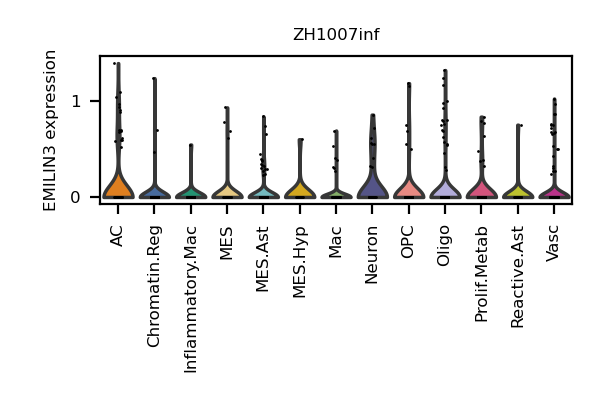 ZH1007inf
EMILIN3 expression
1
0
AC
Chromatin.Reg
Inflammatory.Mac
MES
MES.Ast
MES.Hyp
Mac
Neuron
OPC
Oligo
Prolif.Metab
Reactive.Ast
Vasc